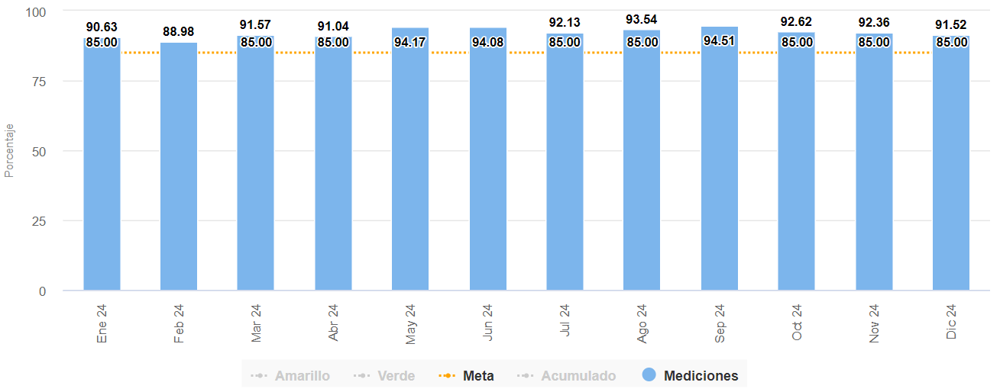 100
75
50
25
0
Porcentaje
90.63 88.98 91.57 91.04 92.13 93.54 92.62 92.36 91.52
85.00 85.00 85.00 94.17 94.08 85.00 85.00 94.51 85.00 85.00 85.00
Ene 24 Feb 24 Mar 24 Abr 24 May 24 Jun 24 Jul 24 Ago 24 Sep 24 Oct 24 Nov 24 Dic 24
Amarillo Verde Meta Acumulado Mediciones